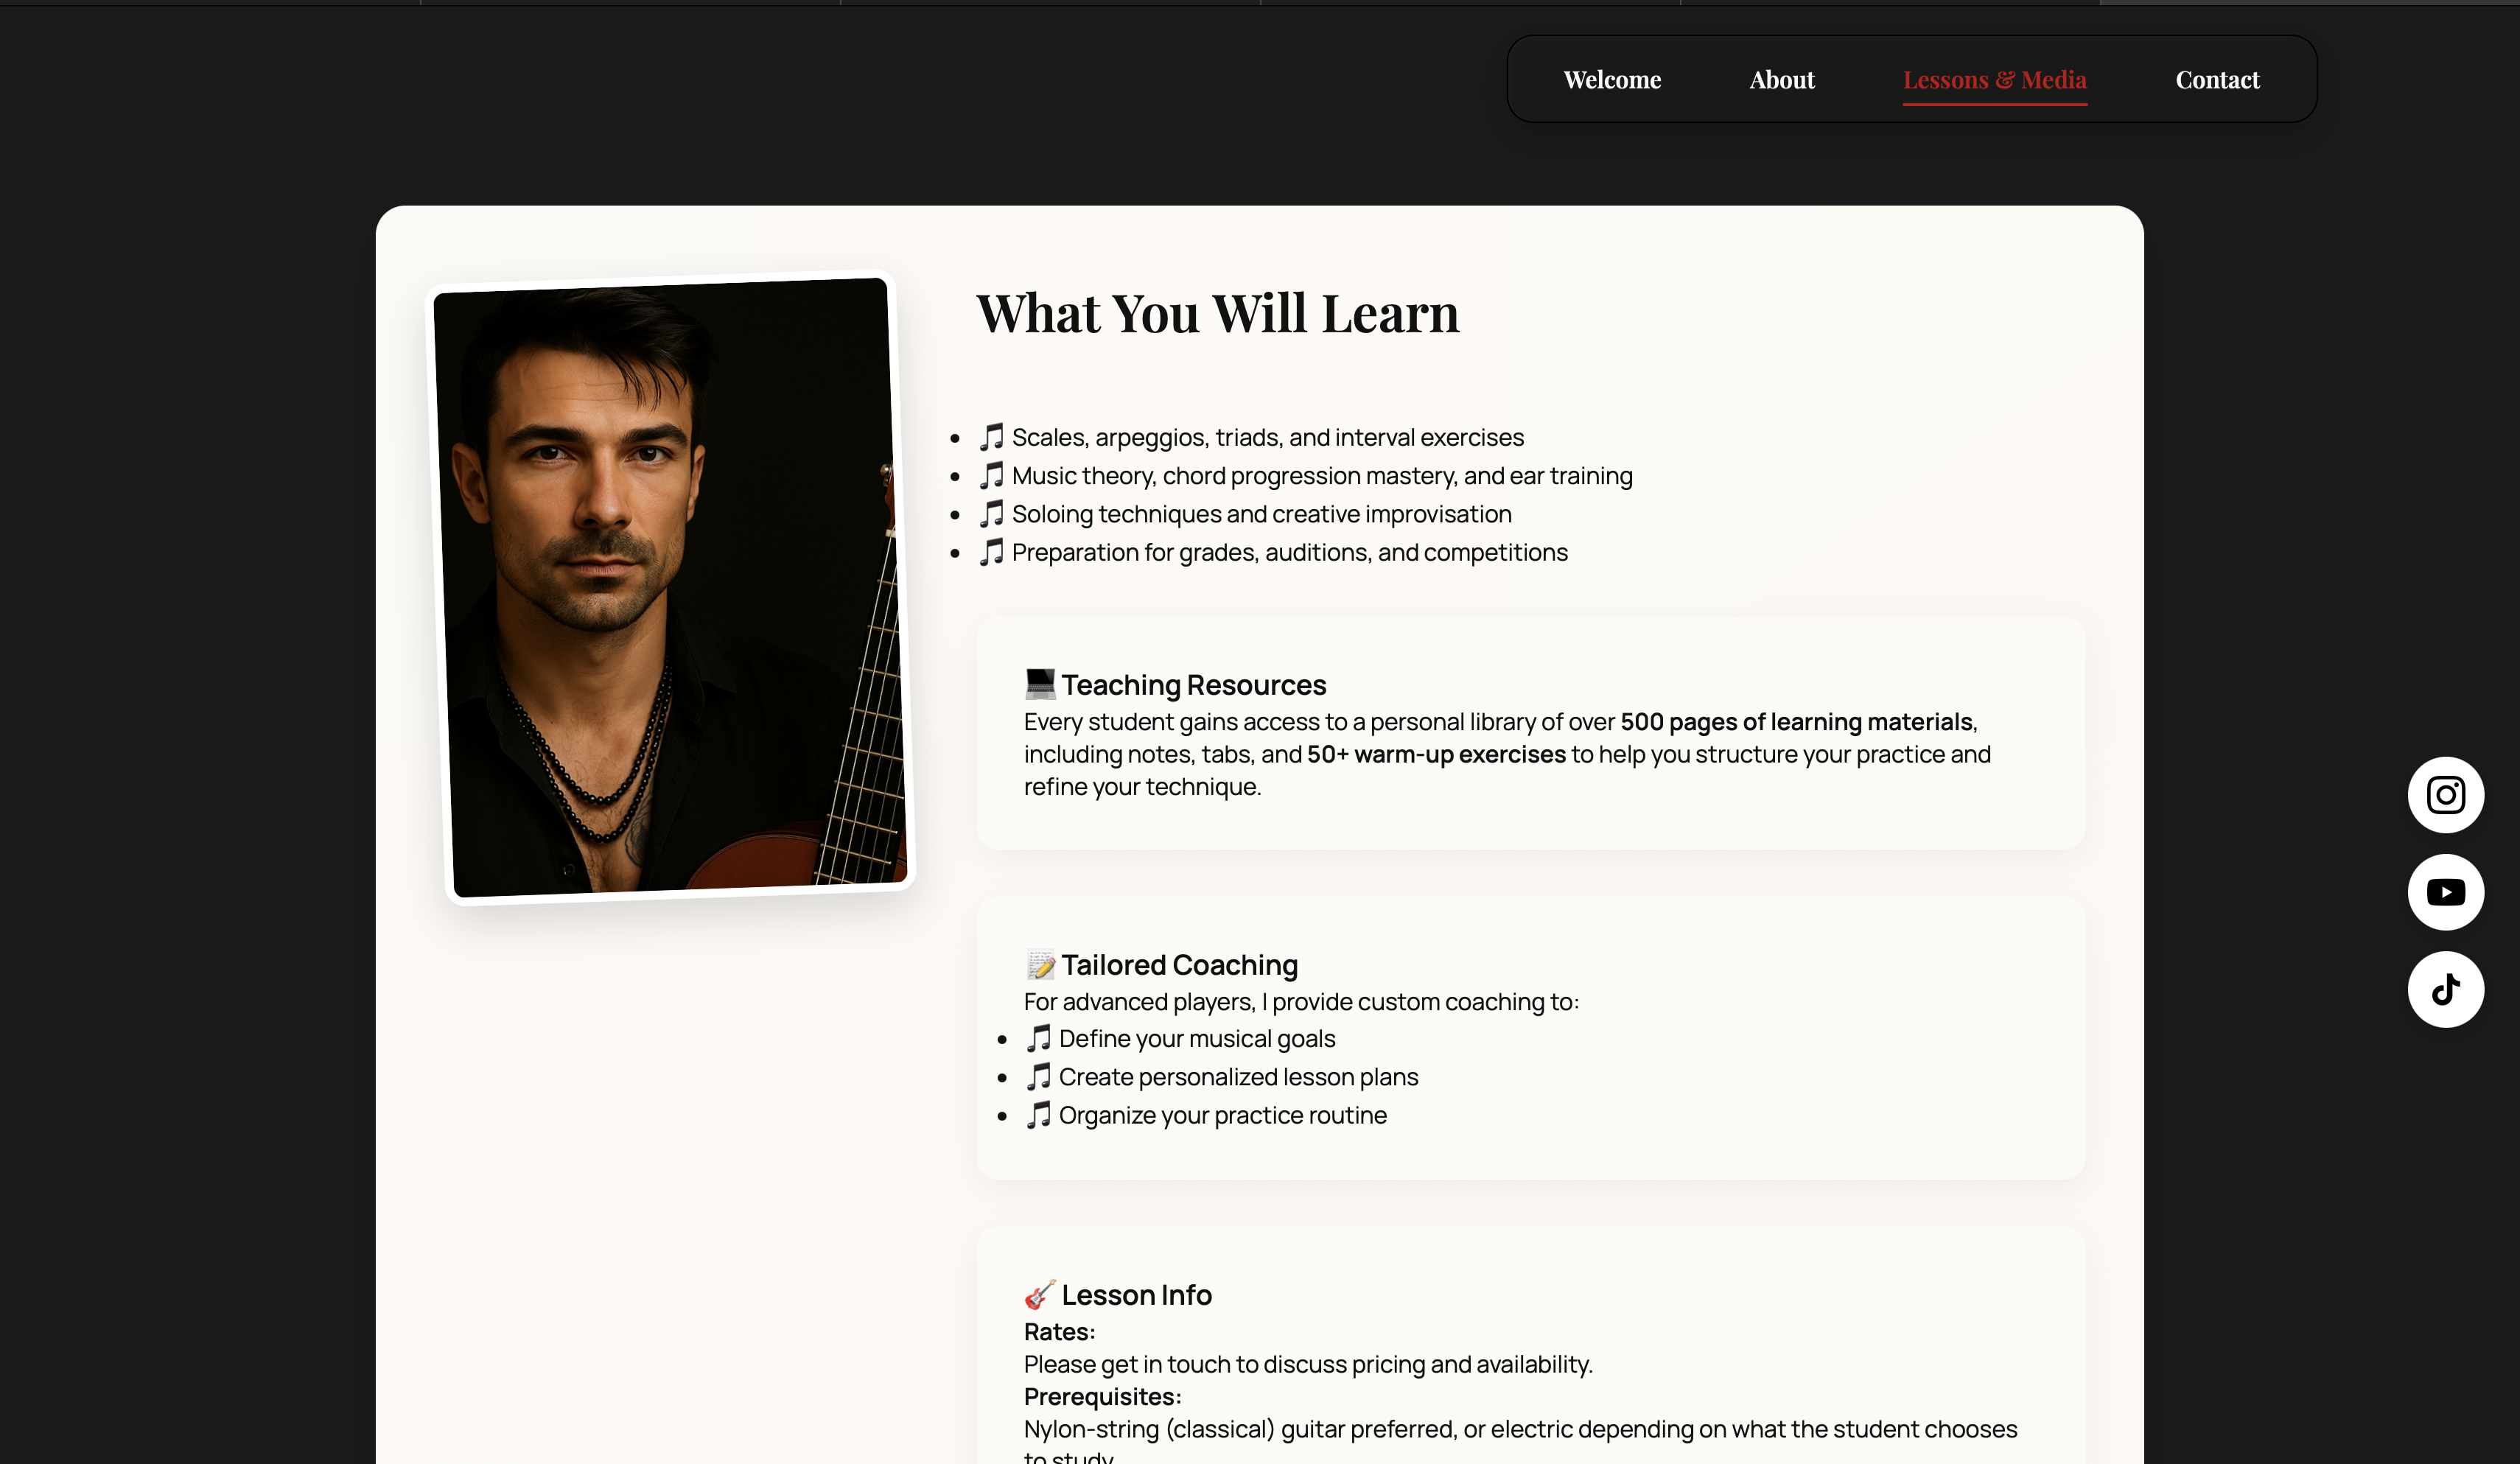 Welcome
About
Lessons & Media
Contact
What You Will Learn
• 🎵 Scales, arpeggios, triads, and interval exercises
• 🎵 Music theory, chord progression mastery, and ear training
• 🎵 Soloing techniques and creative improvisation
• 🎵 Preparation for grades, auditions, and competitions
💻 Teaching Resources
Every student gains access to a personal library of over 500 pages of learning materials,
including notes, tabs, and 50+ warm-up exercises to help you structure your practice and
refine your technique.
📝 Tailored Coaching
For advanced players, I provide custom coaching to:
• 🎵 Define your musical goals
• 🎵 Create personalized lesson plans
• 🎵 Organize your practice routine
🎸 Lesson Info
Rates:
Please get in touch to discuss pricing and availability.
Prerequisites:
Nylon-string (classical) guitar preferred, or electric depending on what the student chooses
to study